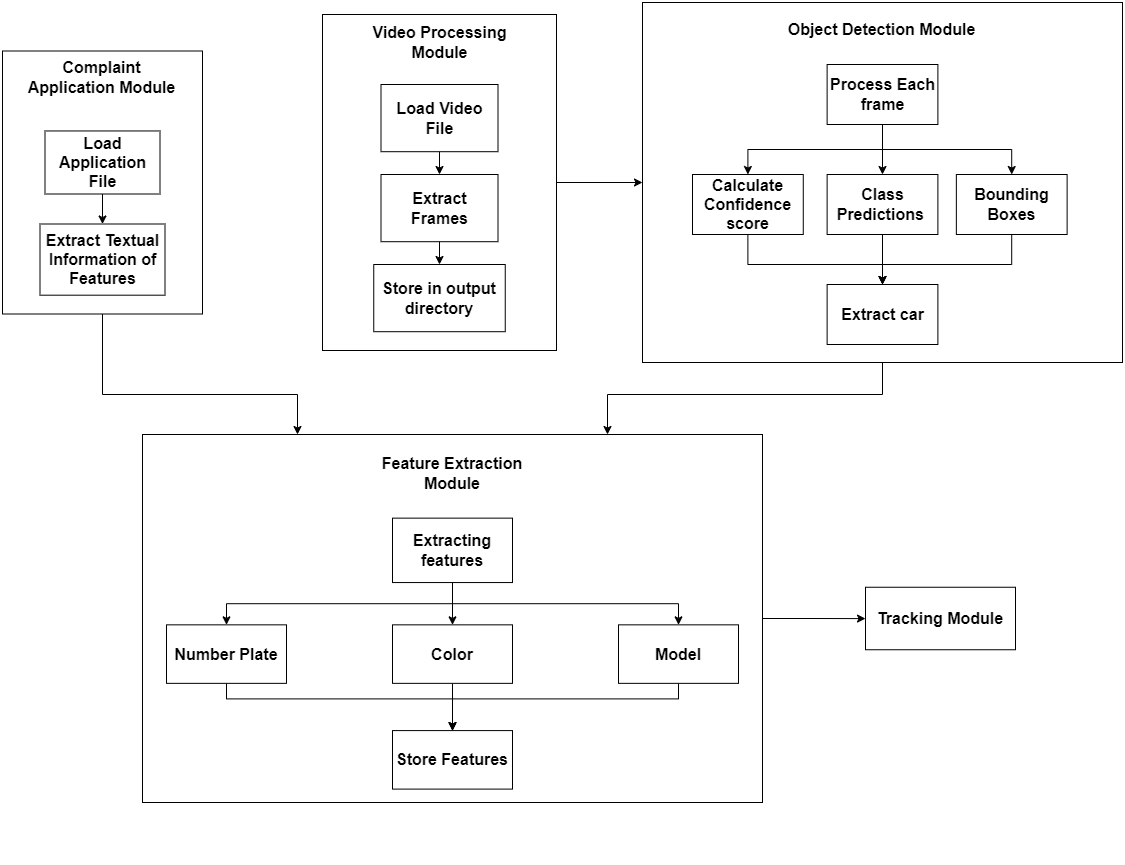 Complaint
Application Module
Load
Application
File
Extract Textual
Information of
Features
Video Processing
Module
Load Video
File
Extract
Frames
Store in output
directory
Object Detection Module
Process Each
frame
Calculate
Confidence
score
Class
Predictions
Bounding
Boxes
Extract car
Feature Extraction
Module
Extracting
features
Number Plate
Color
Model
Store Features
Tracking Module